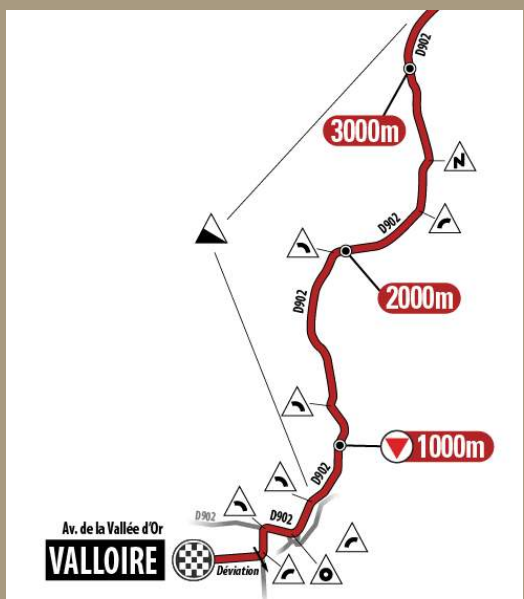 D902
3000m
D902
2000m
D902
1000m
D902
D902
D902
Av. de la Vallée d'Or
VALLOIRE
Déviation